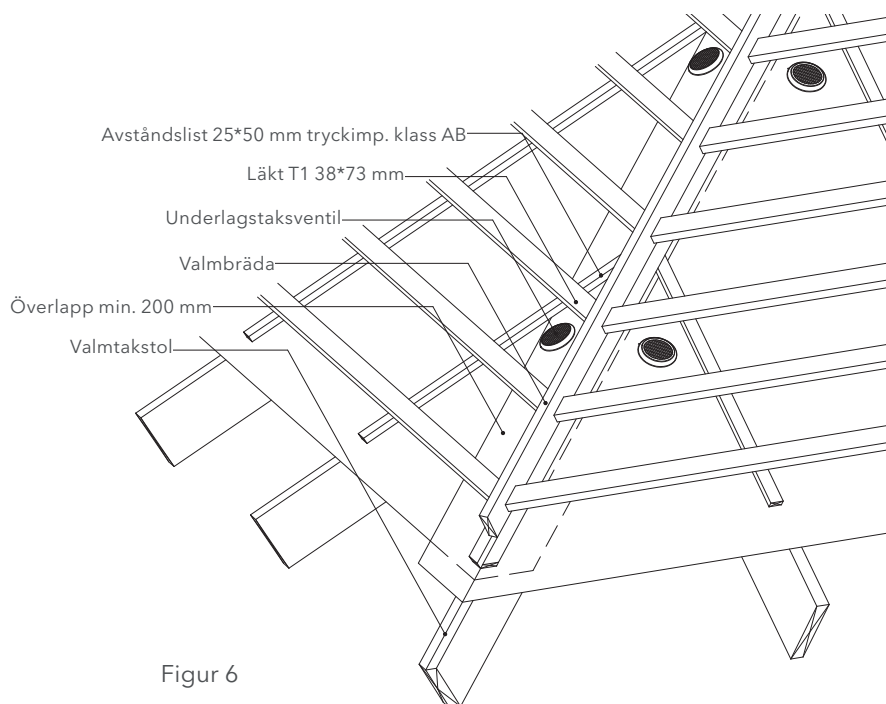 Avståndslist 25*50 mm tryckimp. klass AB
Läkt T1 38*73 mm
Underlagstaksventil
Valmbräda
Överlapp min. 200 mm
Valmtakstol
Figur 6